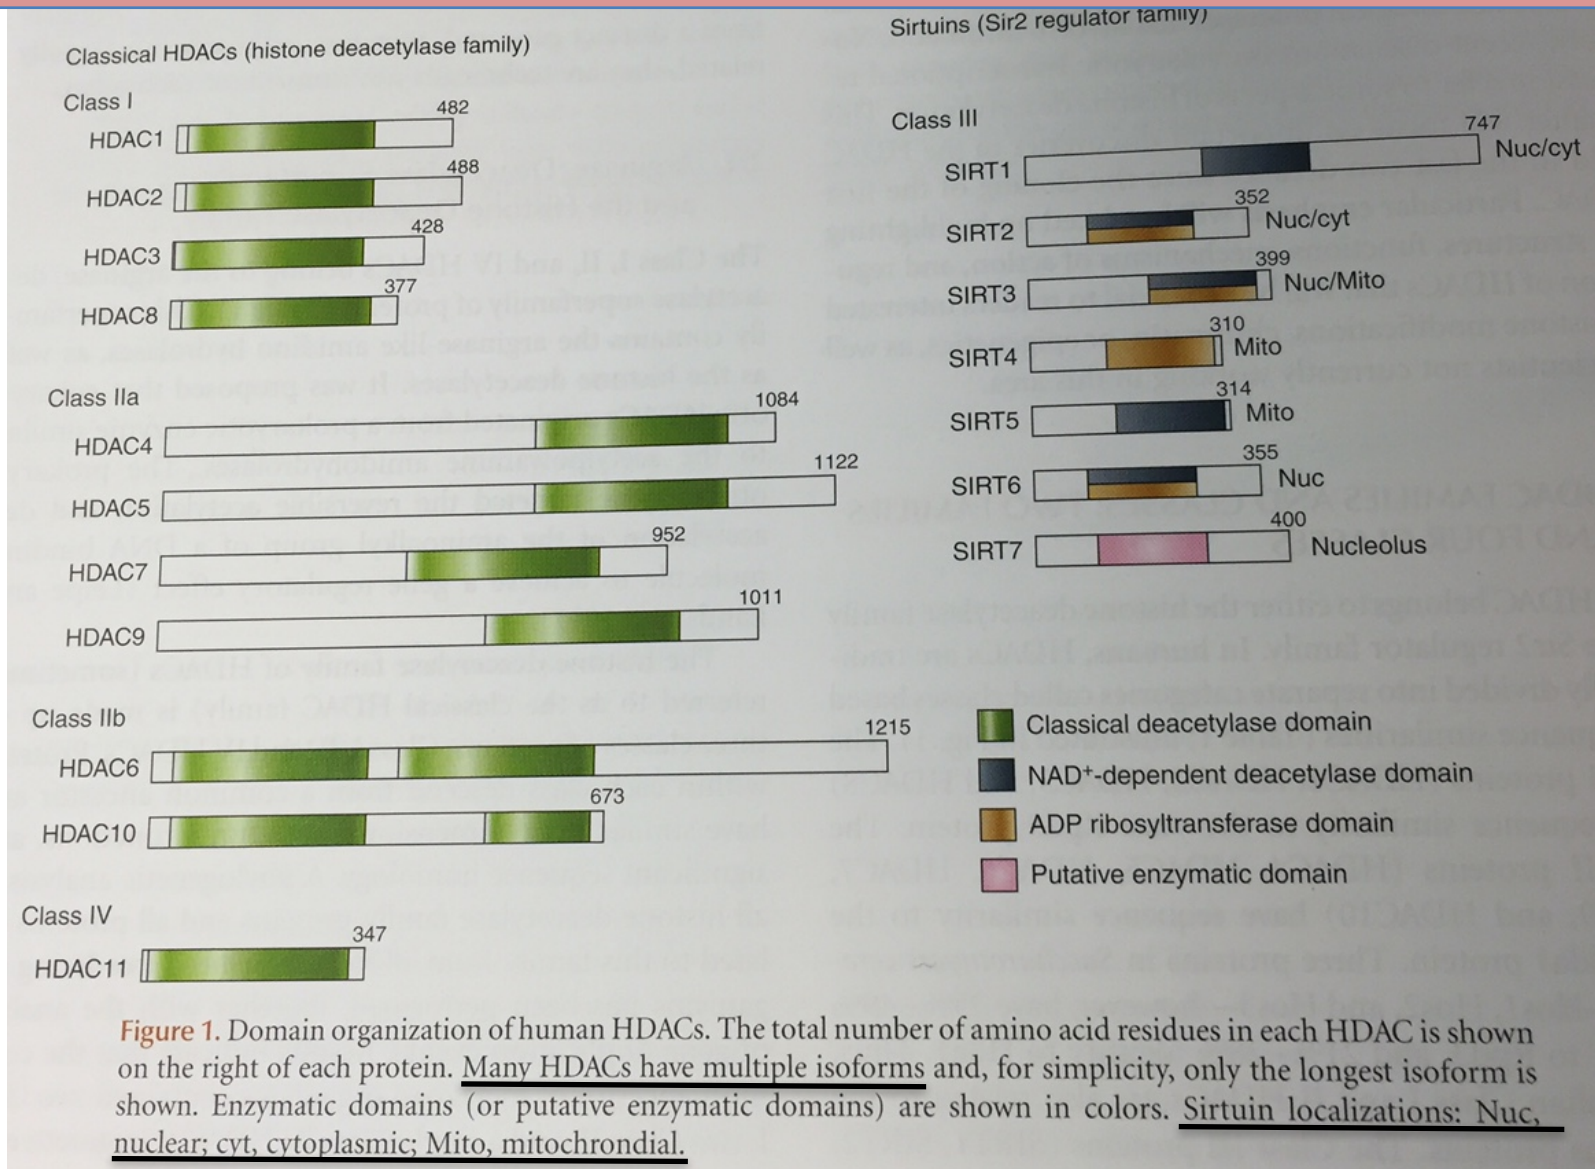 Classical HDACs (histone deacetylase family)
Class I
HDAC1 482
HDAC2 488
HDAC3 428
HDAC8 377
Class IIa
HDAC4 1084
HDAC5 1122
HDAC7 952
HDAC9 1011
Class IIb
HDAC6 1215
HDAC10 673
Class IV
HDAC11 347
Sirtuins (Sir2 regulator family)
Class III
SIRT1 747 Nuc/cyt
SIRT2 352 Nuc/cyt
SIRT3 399 Nuc/Mito
SIRT4 310 Mito
SIRT5 314 Mito
SIRT6 355 Nuc
SIRT7 400 Nucleolus
Classical deacetylase domain
NAD+-dependent deacetylase domain
ADP ribosyltransferase domain
Putative enzymatic domain
Figure 1. Domain organization of human HDACs. The total number of amino acid residues in each HDAC is shown
on the right of each protein. Many HDACs have multiple isoforms and, for simplicity, only the longest isoform is
shown. Enzymatic domains (or putative enzymatic domains) are shown in colors. Sirtuin localizations: Nuc,
nuclear; cyt, cytoplasmic; Mito, mitochrondial.